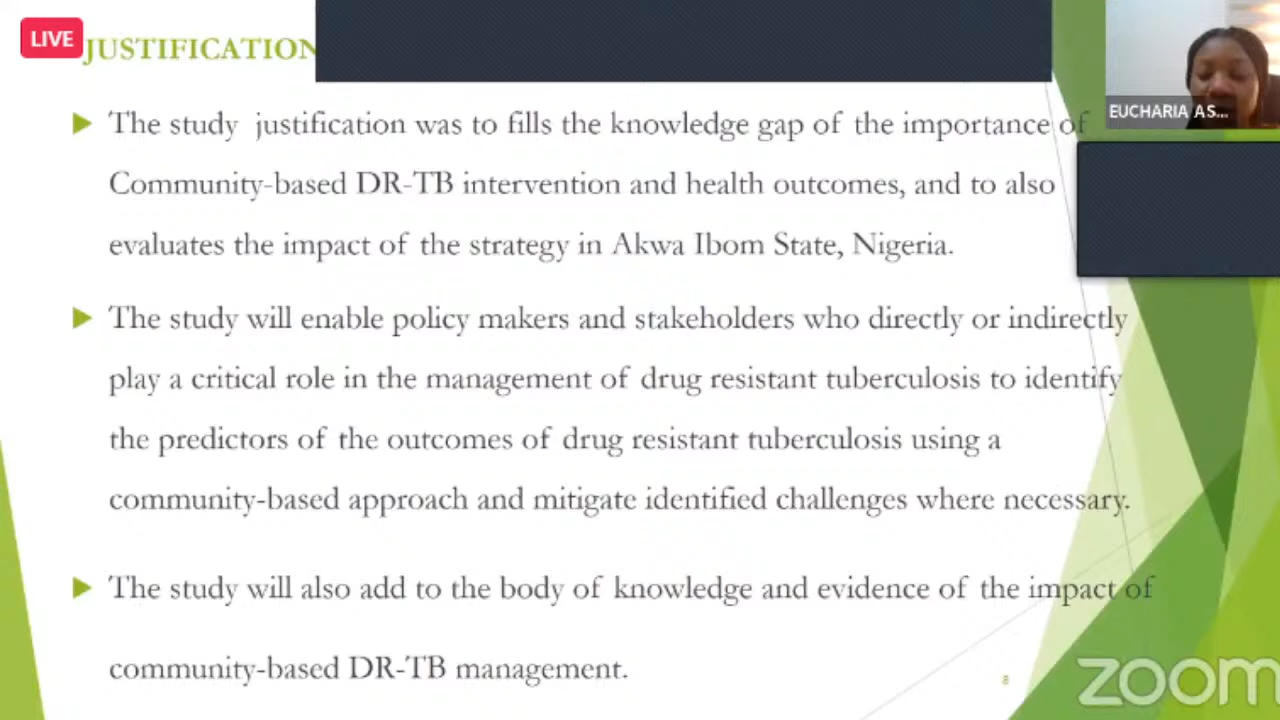 LIVE
JUSTIFICATION
EUCHARIA AS...
The study justification was to fills the knowledge gap of the importance of
Community-based DR-TB intervention and health outcomes, and to also
evaluates the impact of the strategy in Akwa Ibom State, Nigeria.
The study will enable policy makers and stakeholders who directly or indirectly
play a critical role in the management of drug resistant tuberculosis to identify
the predictors of the outcomes of drug resistant tuberculosis using a
community-based approach and mitigate identified challenges where necessary.
The study will also add to the body of knowledge and evidence of the impact of
community-based DR-TB management.
8
zoom